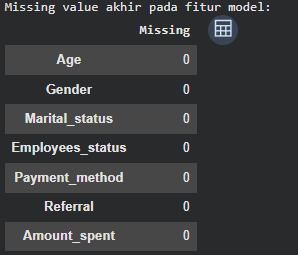 Missing value akhir pada fitur model:
Missing
Age 0
Gender 0
Marital_status 0
Employees_status 0
Payment_method 0
Referral 0
Amount_spent 0